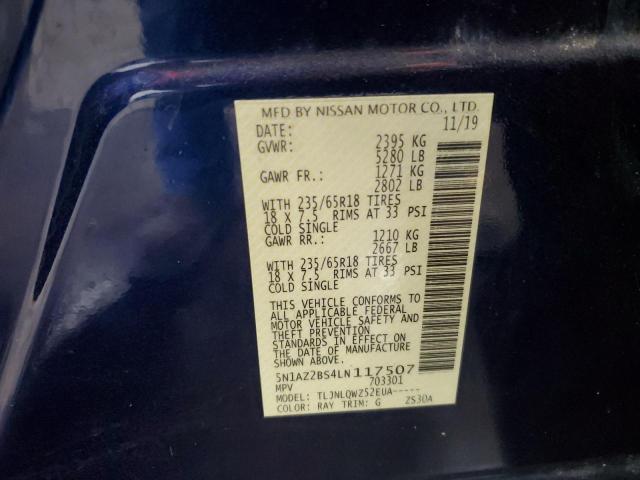 MFD BY NISSAN MOTOR CO., LTD.
DATE: 11/19
GVWR: 2395 KG
5280 LB
GAWR FR.: 1271 KG
2802 LB
WITH 235/65R18 TIRES
18 X 7.5 RIMS AT 33 PSI
COLD SINGLE
GAWR RR.: 1210 KG
2667 LB
WITH 235/65R18 TIRES
18 X 7.5 RIMS AT 33 PSI
COLD SINGLE
THIS VEHICLE CONFORMS TO
ALL APPLICABLE FEDERAL
MOTOR VEHICLE SAFETY AND
THEFT PREVENTION
STANDARDS IN EFFECT ON
THE DATE OF MANUFACTURE
SHOWN ABOVE.
5N1AZ2BS4LN117507
MPV 703301
MODEL: TLJNLQWZ52EUA-----
COLOR: RAY TRIM: G ZS30A